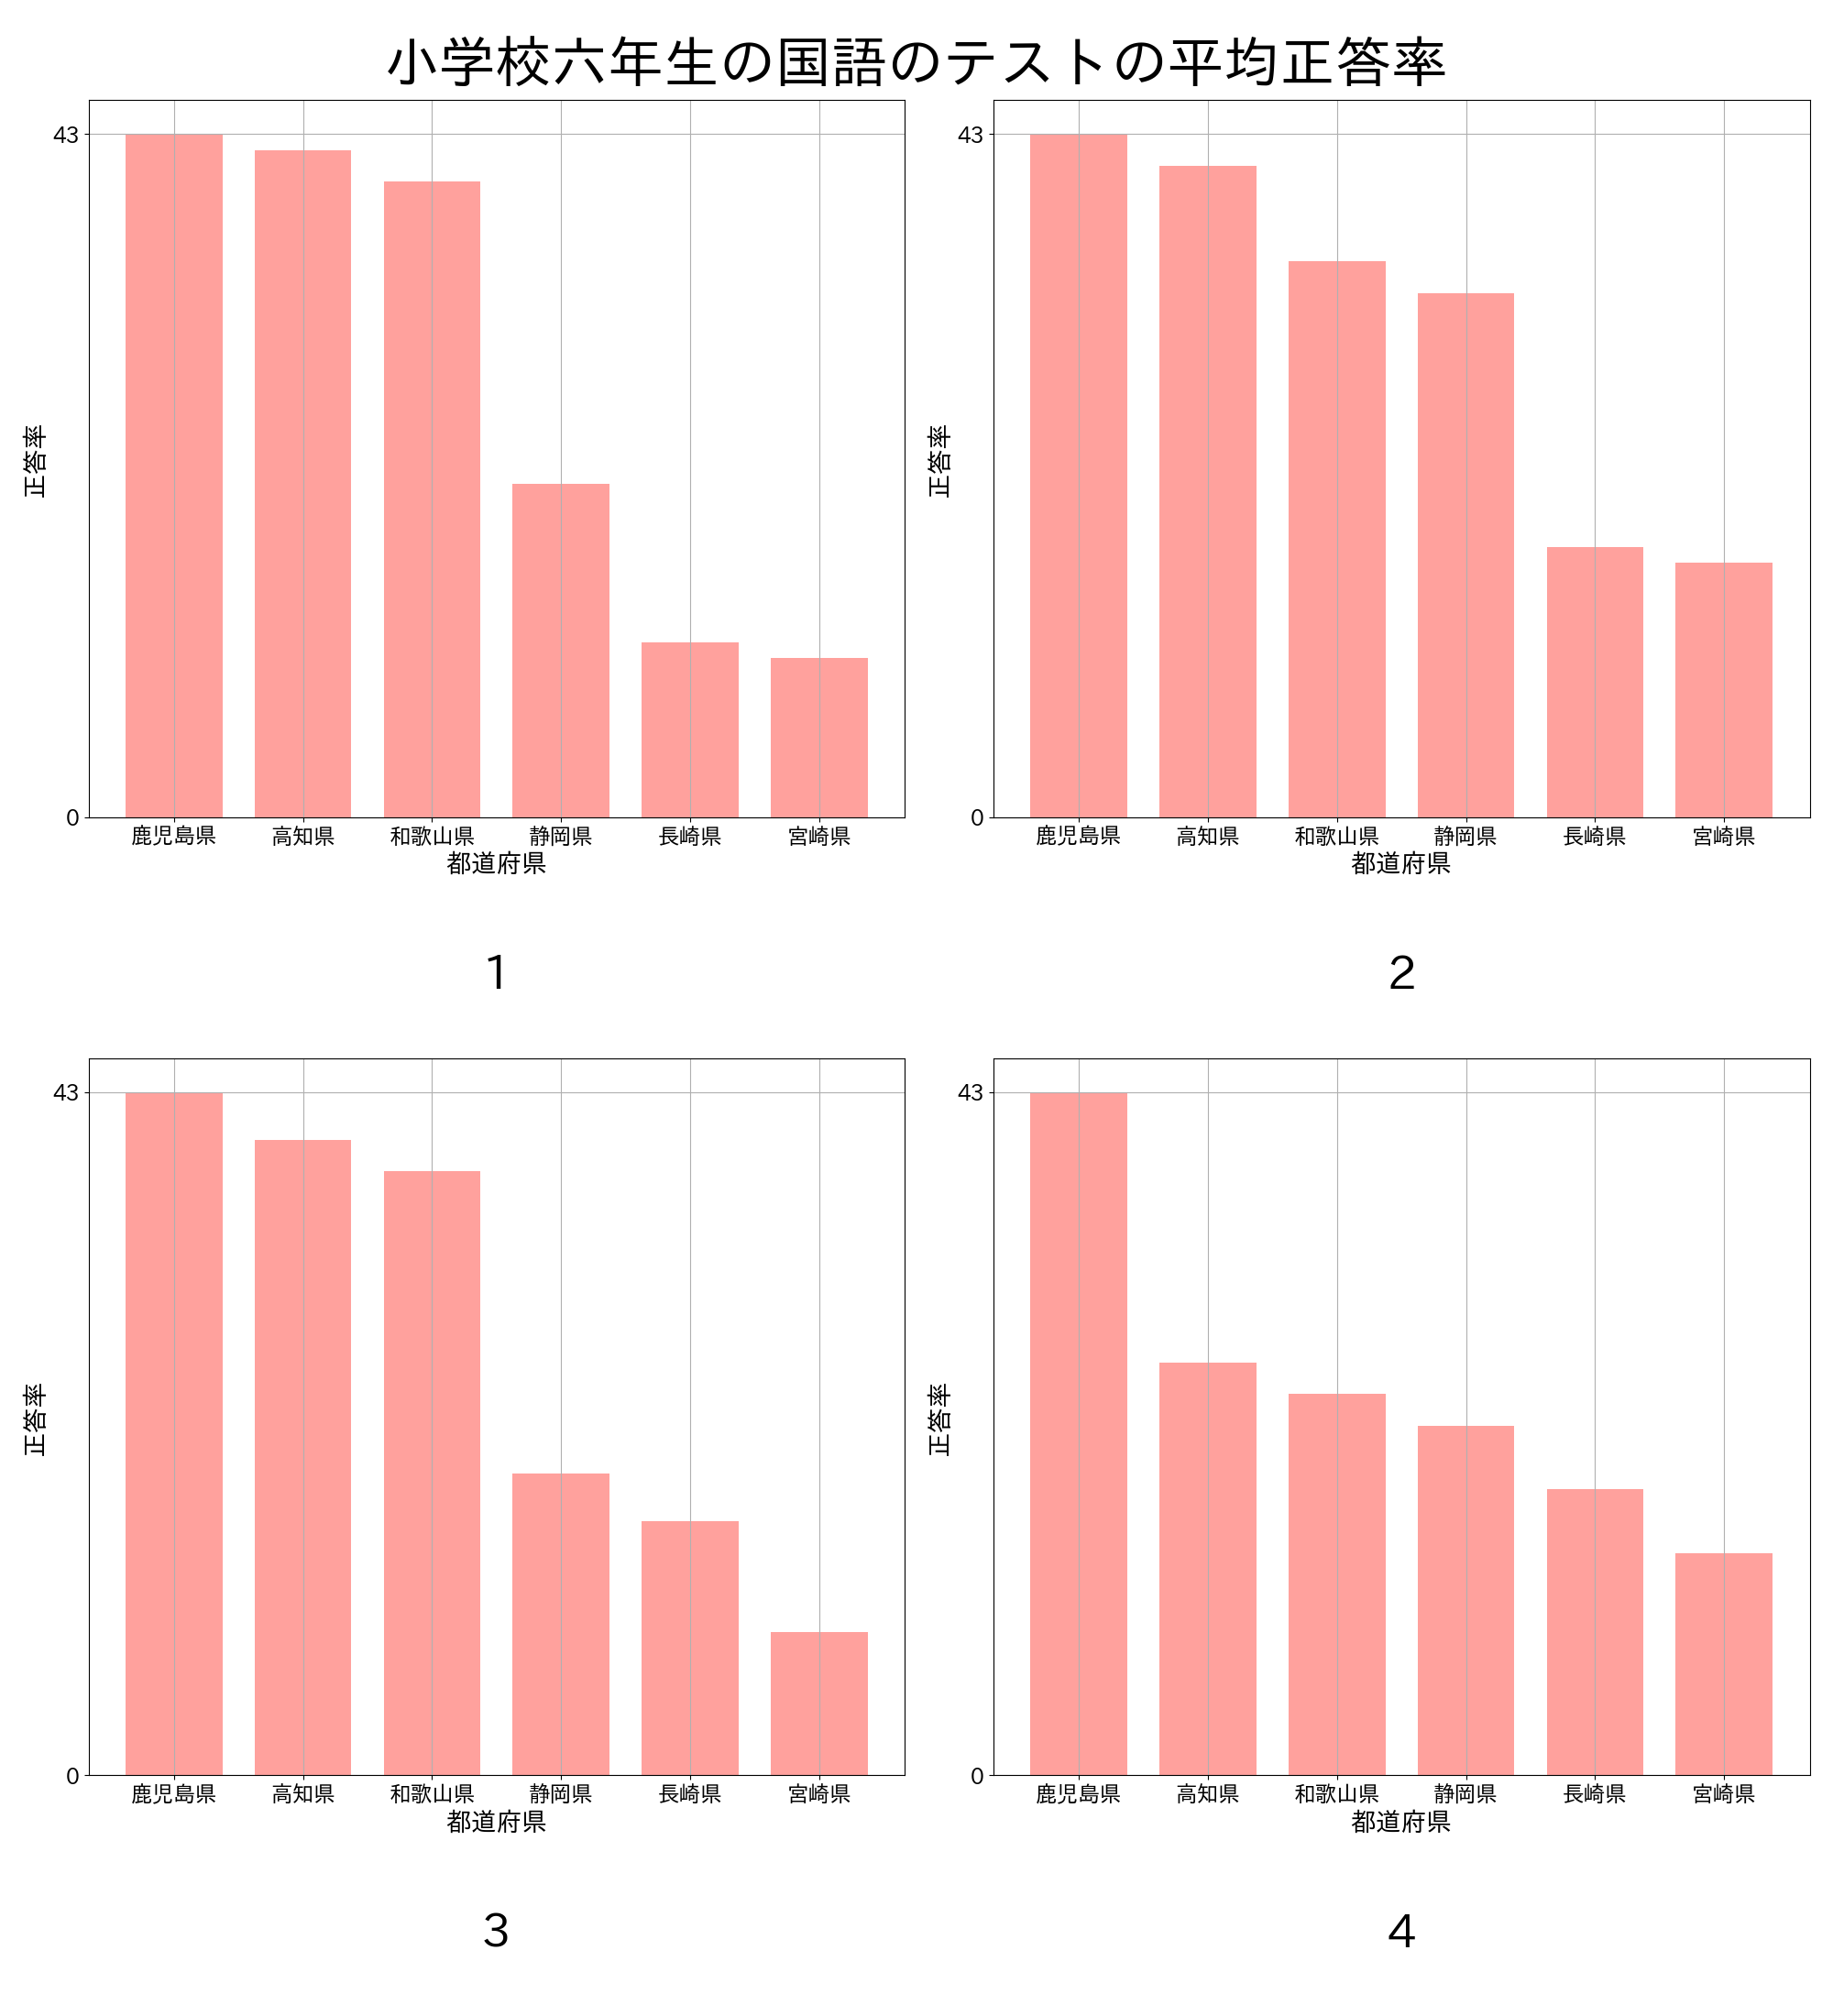 小学校六年生の国語のテストの平均正答率
43
正答率
0
鹿児島県 高知県 和歌山県 静岡県 長崎県 宮崎県
都道府県
1
43
正答率
0
鹿児島県 高知県 和歌山県 静岡県 長崎県 宮崎県
都道府県
2
43
正答率
0
鹿児島県 高知県 和歌山県 静岡県 長崎県 宮崎県
都道府県
3
43
正答率
0
鹿児島県 高知県 和歌山県 静岡県 長崎県 宮崎県
都道府県
4